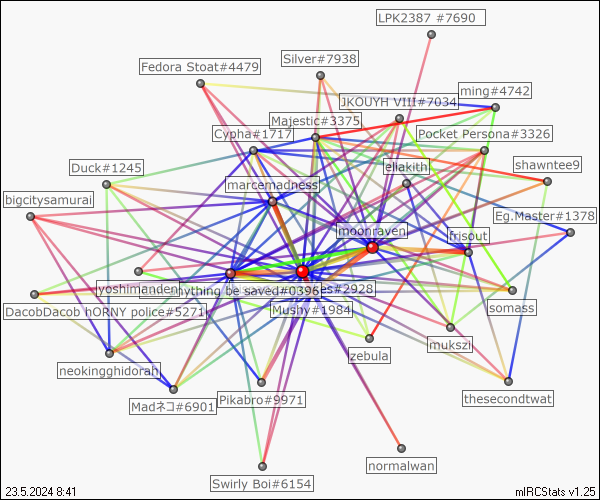 LPK2387 #7690
Silver#7938
Fedora Stoat#4479
ming#4742
JKOUYH VIII#7034
Majestic#3375
Cypha#1717
Pocket Persona#3326
Duck#1245
eliakith
shawntee9
marcemadness
bigcitysamurai
Eg.Master#1378
moonraven
frisout
yoshimanden
ything be saved#0396
es#2928
DacobDacob hORNY police#5271
Mushy#1984
somass
mukszi
zebula
neokingghidorah
Madネコ#6901
Pikabro#9971
thesecondtwat
normalwan
Swirly Boi#6154
23.5.2024 8:41
mIRCStats v1.25